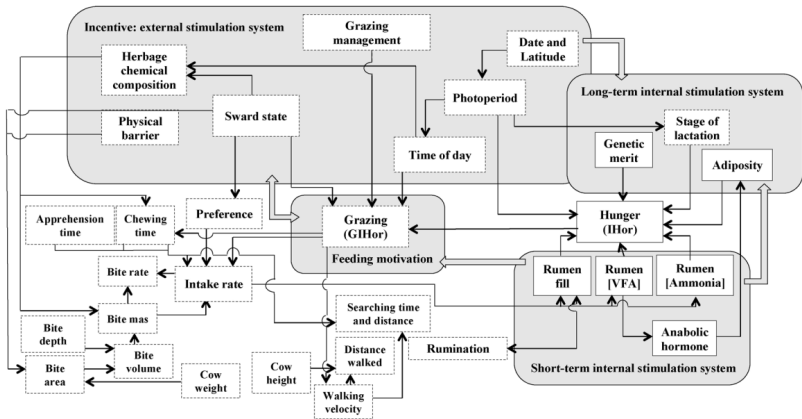 Incentive: external stimulation system
Grazing
management
Date and
Latitude
Herbage
chemical
composition
Photoperiod
Long-term internal stimulation system
Sward state
Physical
barrier
Stage of
lactation
Time of day
Genetic
merit
Adiposity
Apprehension
time
Chewing
time
Preference
Grazing
(GIHor)
Hunger
(IHor)
Feeding motivation
Bite rate
Intake rate
Rumen
fill
Rumen
[VFA]
Rumen
[Ammonia]
Bite mas
Searching time
and distance
Bite
depth
Bite
volume
Distance
walked
Rumination
Anabolic
hormone
Bite
area
Cow
weight
Cow
height
Walking
velocity
Short-term internal stimulation system